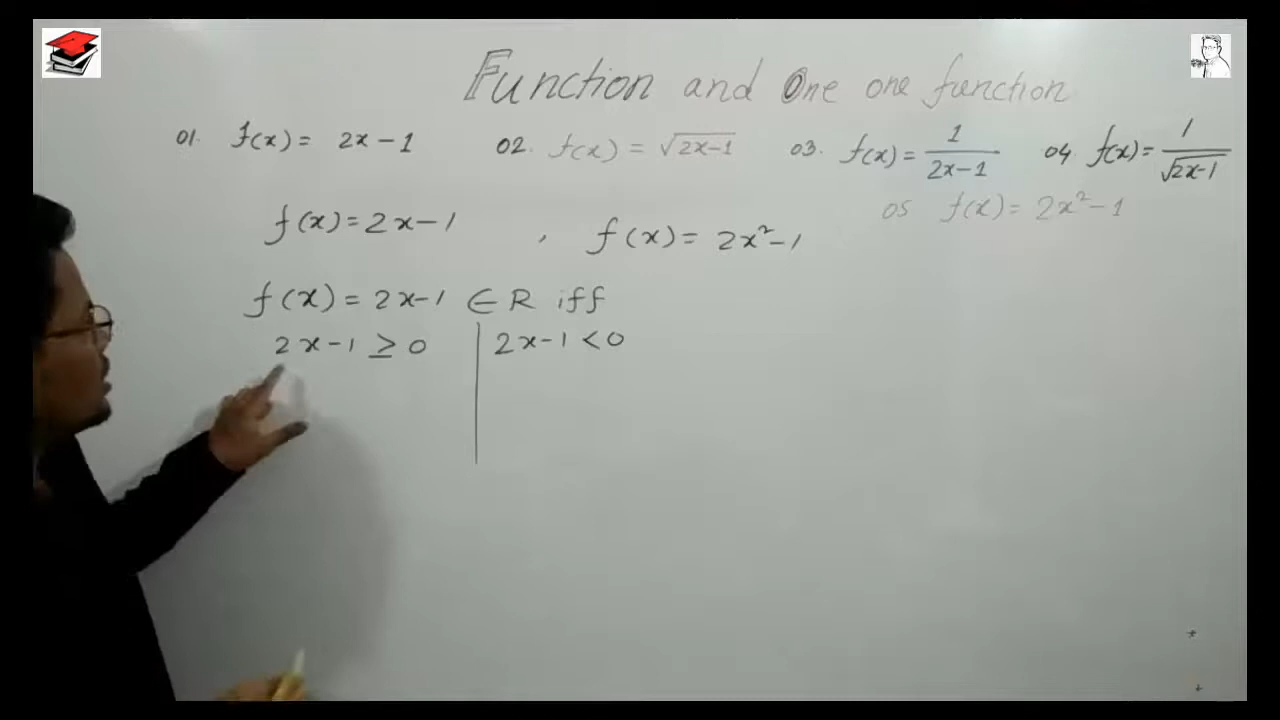 Function and One one function
01. f(x) = 2x - 1 02. f(x) = √2x-1 03. f(x) = 1/2x-1 04 f(x) = 1/√2x-1
05 f(x) = 2x² - 1
f(x) = 2x - 1 , f(x) = 2x² - 1
f(x) = 2x-1 ∈ R iff
2x - 1 ≥ 0 | 2x - 1 < 0